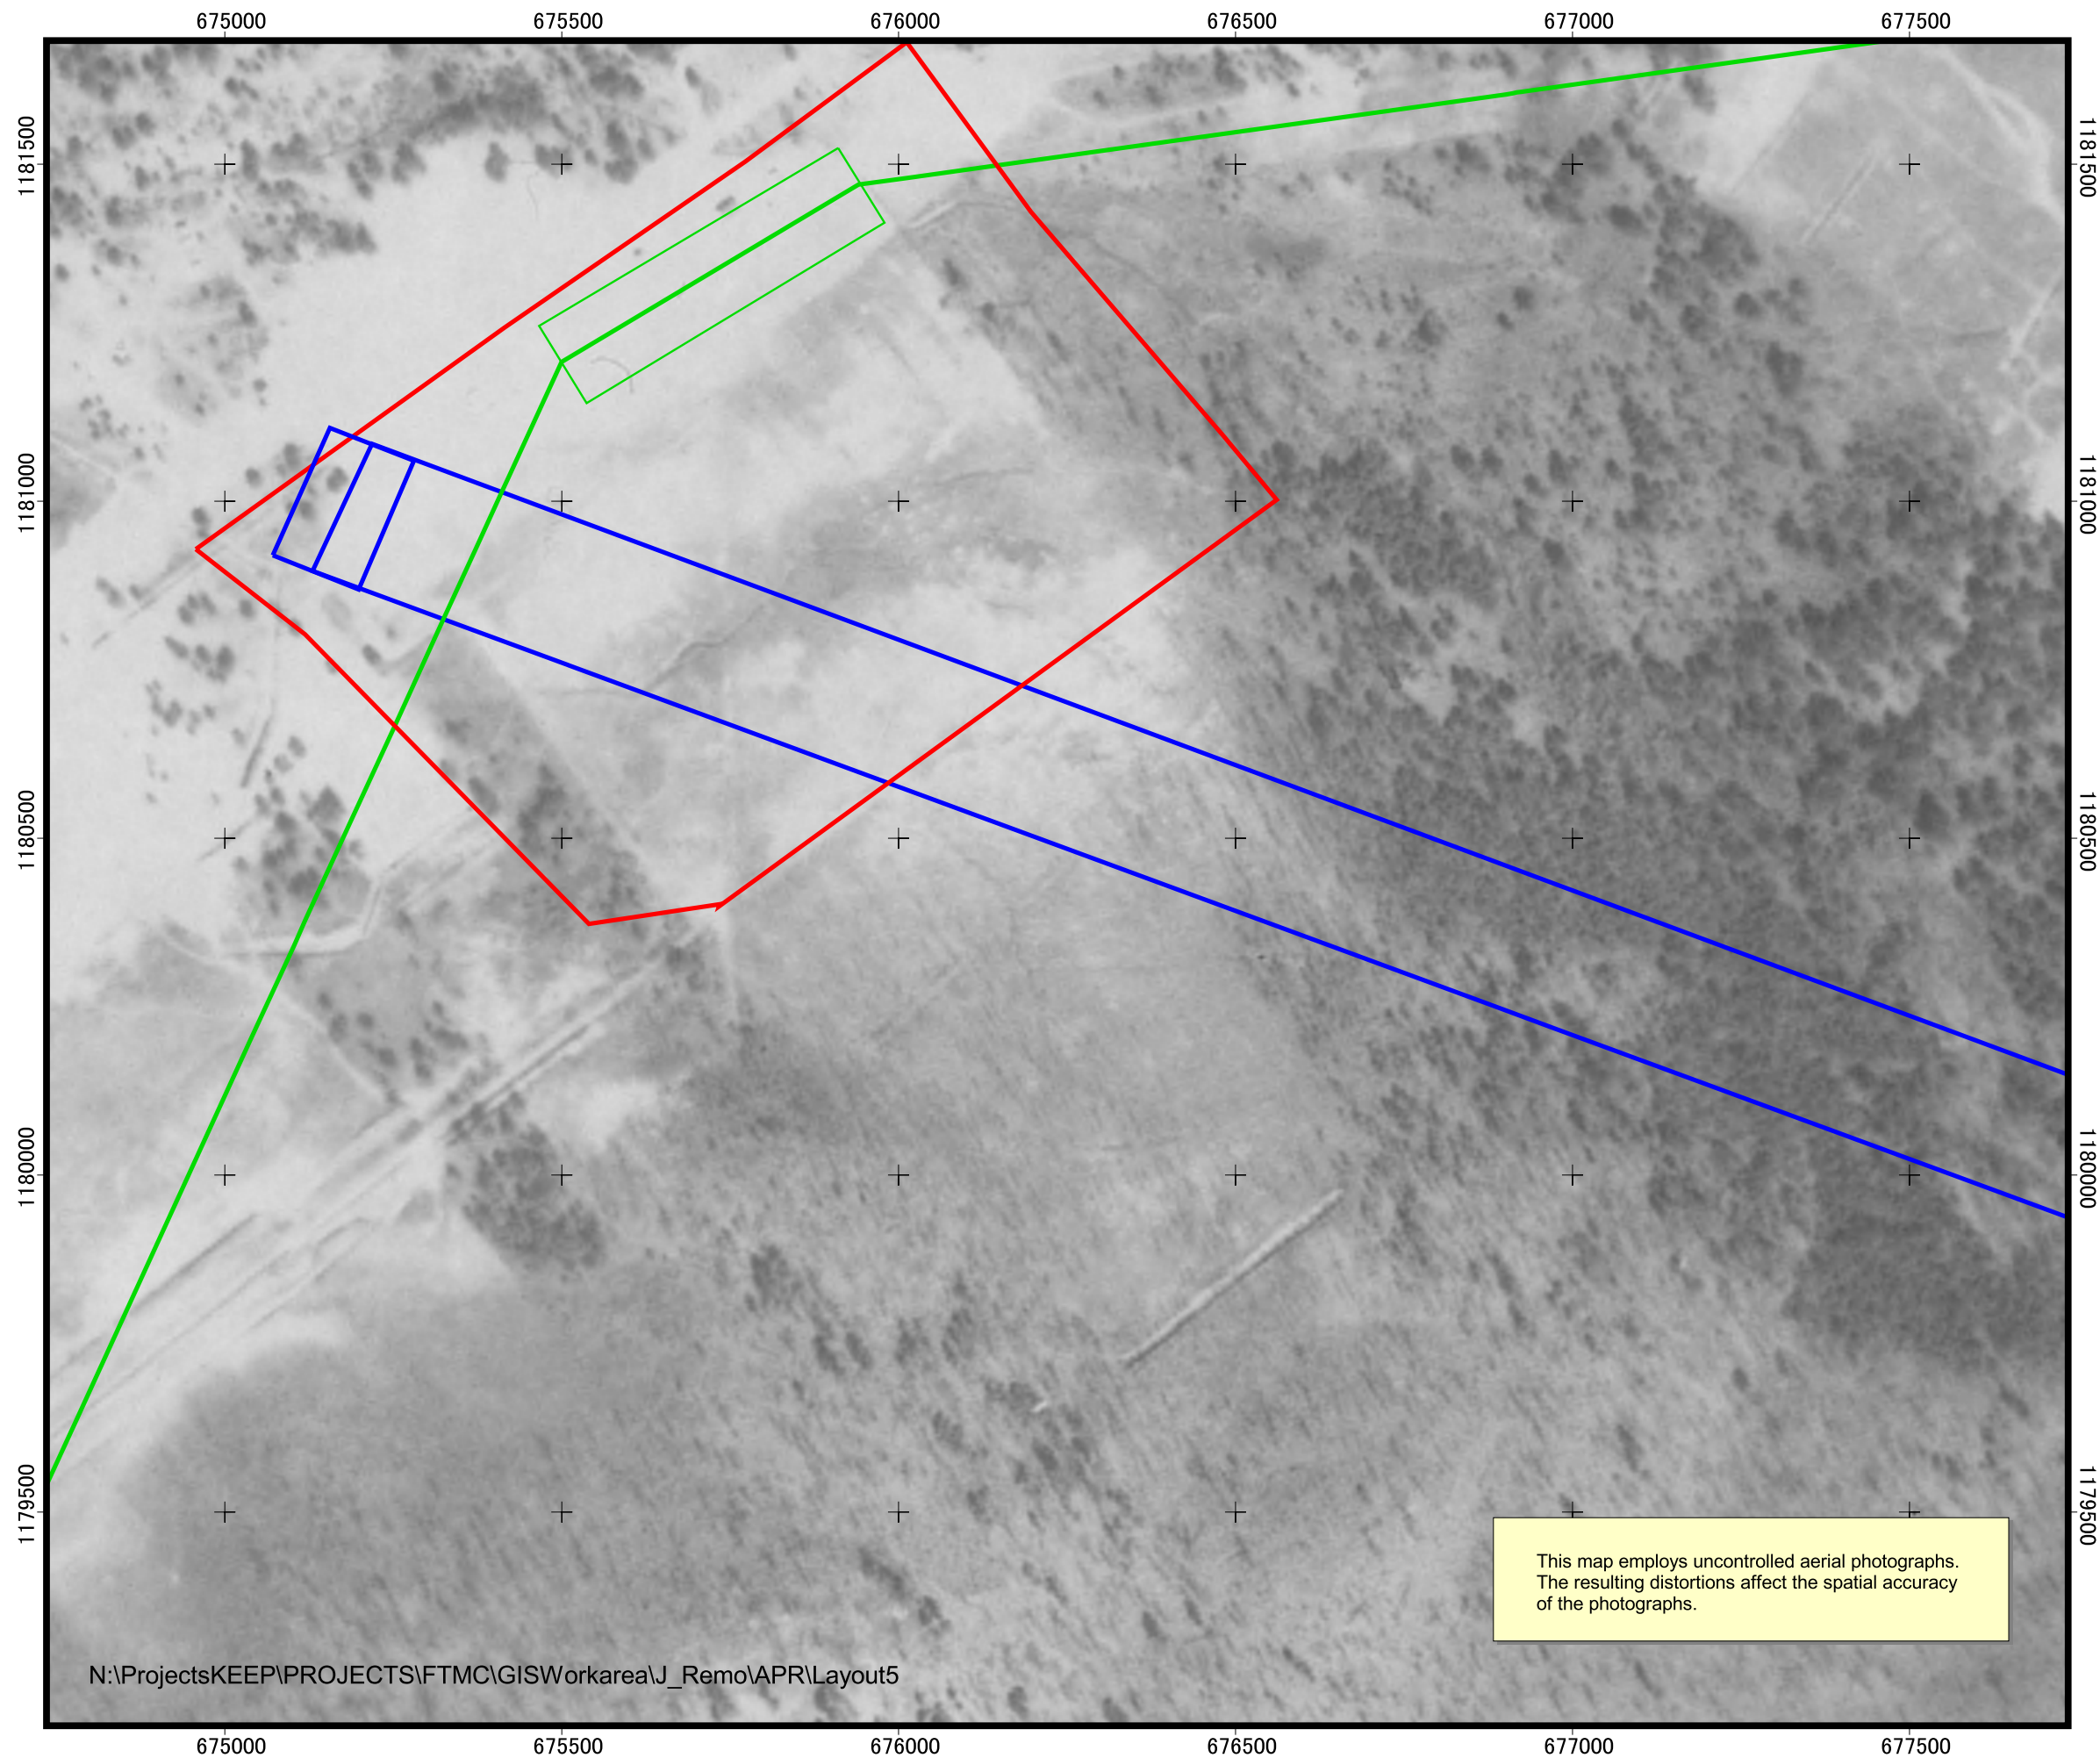 675000 675500 676000 676500 677000 677500
1181500 1181500
1181000 1181000
1180500 1180500
1180000 1180000
1179500 1179500
This map employs uncontrolled aerial photographs.
The resulting distortions affect the spatial accuracy
of the photographs.
N:\ProjectsKEEP\PROJECTS\FTMC\GISWorkarea\J_Remo\APR\Layout5
675000 675500 676000 676500 677000 677500